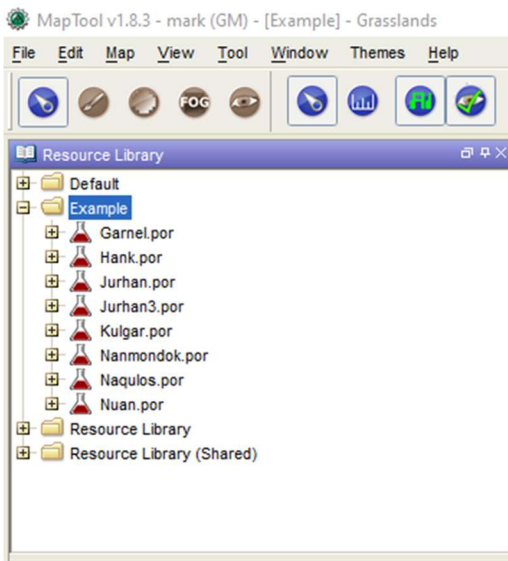 MapTool v1.8.3 - mark (GM) - [Example] - Grasslands
File Edit Map View Tool Window Themes Help
FOG
Resource Library
Default
Example
Garnel.por
Hank.por
Jurhan.por
Jurhan3.por
Kulgar.por
Nanmondok.por
Naqulos.por
Nuan.por
Resource Library
Resource Library (Shared)